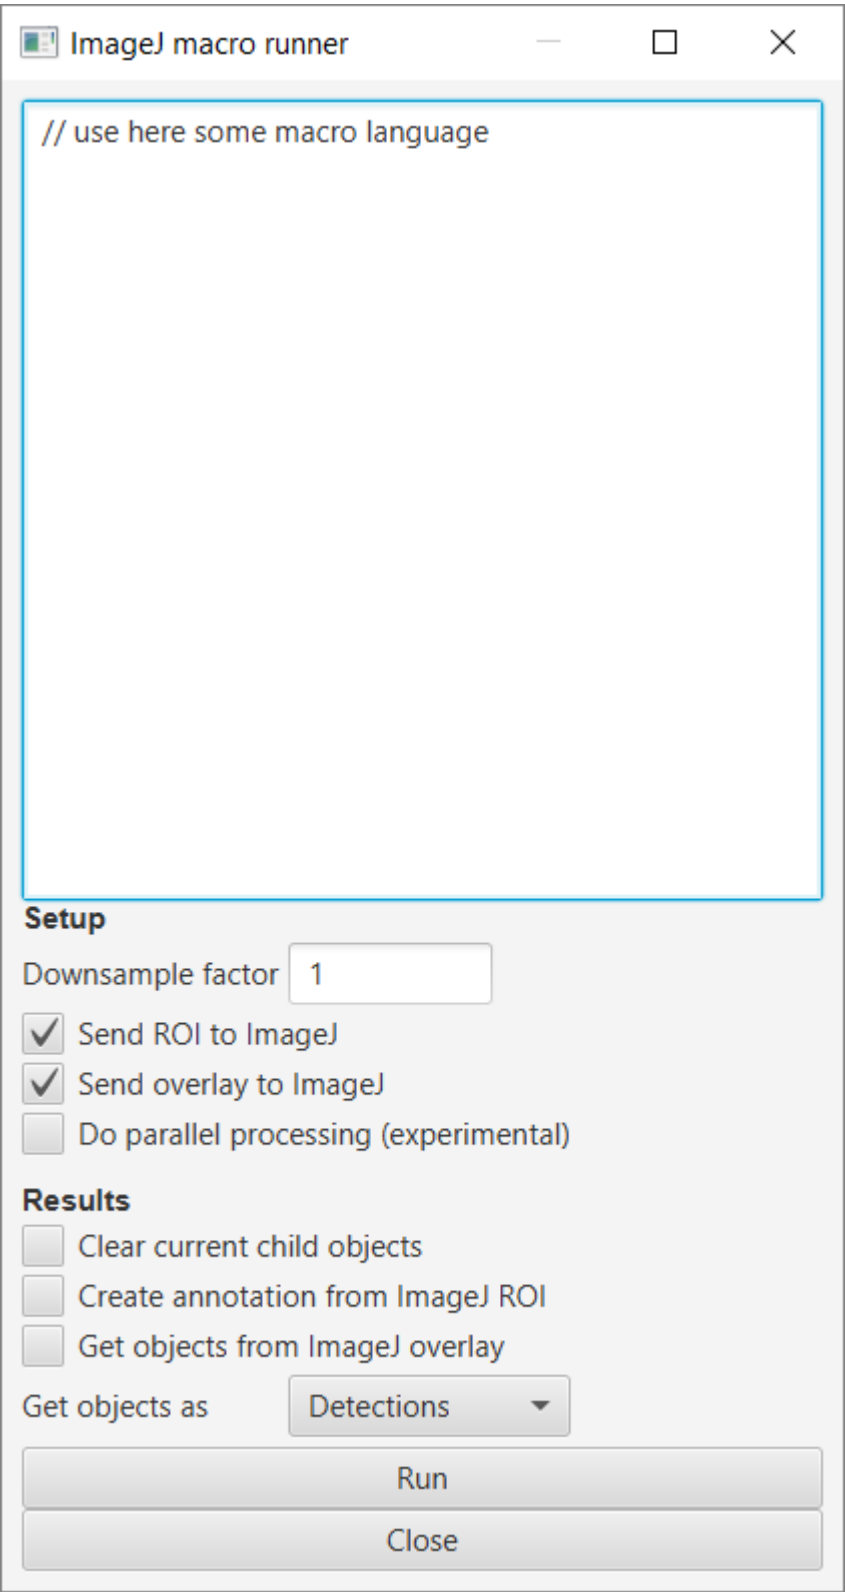 ImageJ macro runner
// use here some macro language
Setup
Downsample factor 1
Send ROI to ImageJ
Send overlay to ImageJ
Do parallel processing (experimental)
Results
Clear current child objects
Create annotation from ImageJ ROI
Get objects from ImageJ overlay
Get objects as Detections
Run
Close